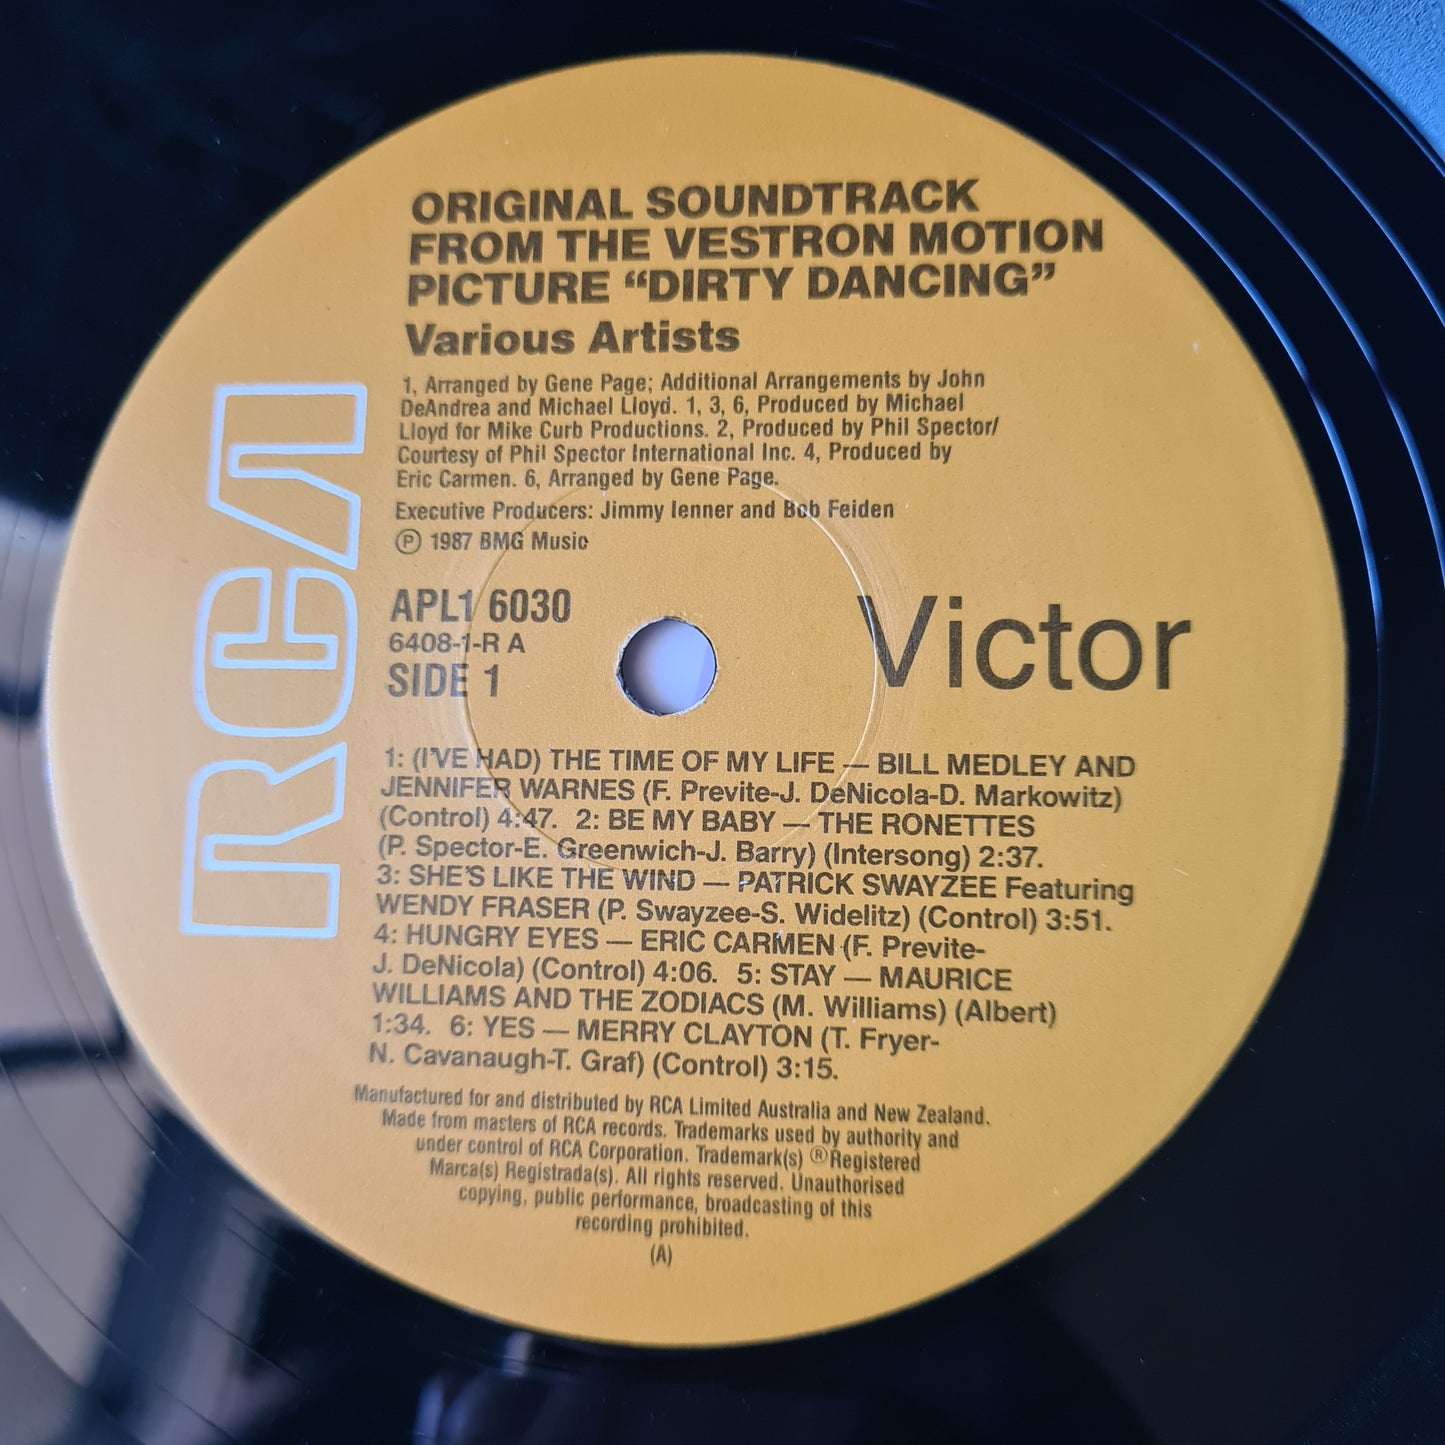 ORIGINAL SOUNDTRACK
FROM THE VESTRON MOTION
PICTURE “DIRTY DANCING”
Various Artists
1, Arranged by Gene Page; Additional Arrangements by John
DeAndrea and Michael Lloyd. 1, 3, 6, Produced by Michael
Lloyd for Mike Curb Productions. 2, Produced by Phil Spector/
Courtesy of Phil Spector International Inc. 4, Produced by
Eric Carmen. 6, Arranged by Gene Page.
Executive Producers: Jimmy Ienner and Bob Feiden
℗ 1987 BMG Music
RCA
APL1 6030
6408-1-R A
SIDE 1
Victor
1: (I'VE HAD) THE TIME OF MY LIFE — BILL MEDLEY AND
JENNIFER WARNES (F. Previte-J. DeNicola-D. Markowitz)
(Control) 4:47. 2: BE MY BABY — THE RONETTES
(P. Spector-E. Greenwich-J. Barry) (Intersong) 2:37.
3: SHE'S LIKE THE WIND — PATRICK SWAYZEE Featuring
WENDY FRASER (P. Swayzee-S. Widelitz) (Control) 3:51.
4: HUNGRY EYES — ERIC CARMEN (F. Previte-
J. DeNicola) (Control) 4:06. 5: STAY — MAURICE
WILLIAMS AND THE ZODIACS (M. Williams) (Albert)
1:34. 6: YES — MERRY CLAYTON (T. Fryer-
N. Cavanaugh-T. Graf) (Control) 3:15.
Manufactured for and distributed by RCA Limited Australia and New Zealand.
Made from masters of RCA records. Trademarks used by authority and
under control of RCA Corporation. Trademark(s) ®Registered
Marca(s) Registrada(s). All rights reserved. Unauthorised
copying, public performance, broadcasting of this
recording prohibited.
(A)